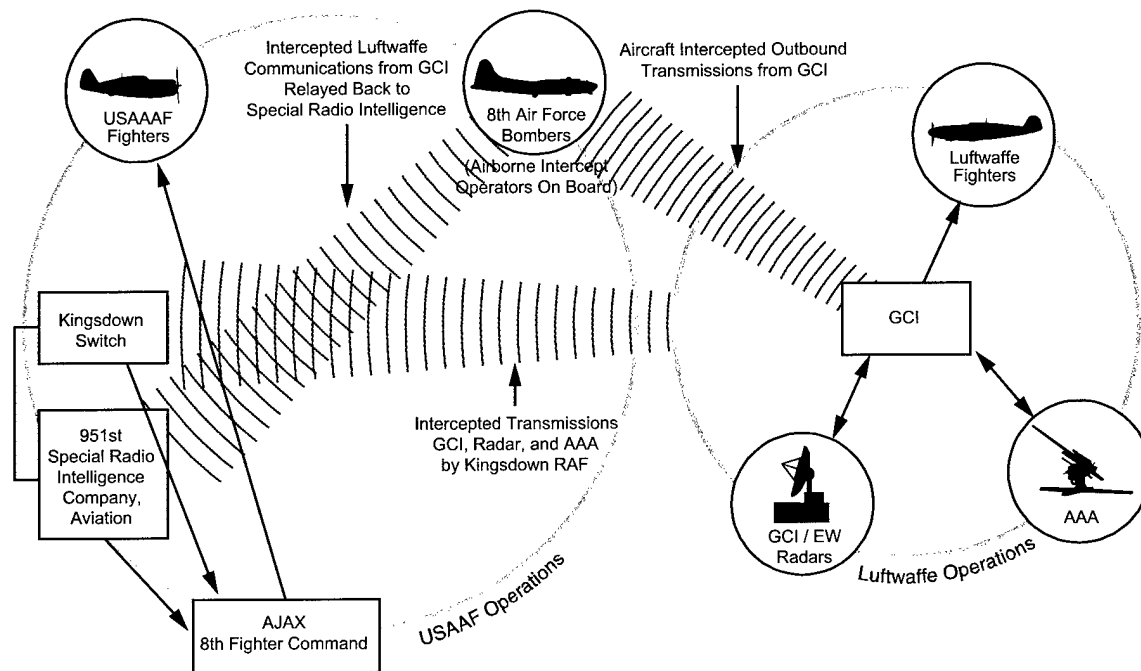 USAAAF
Fighters
Intercepted Luftwaffe
Communications from GCI
Relayed Back to
Special Radio Intelligence
8th Air Force
Bombers
(Airborne Intercept
Operators On Board)
Aircraft Intercepted Outbound
Transmissions from GCI
Luftwaffe
Fighters
Kingsdown
Switch
GCI
951st
Special Radio
Intelligence
Company,
Aviation
Intercepted Transmissions
GCI, Radar, and AAA
by Kingsdown RAF
GCI / EW
Radars
AAA
AJAX
8th Fighter Command
USAAF Operations
Luftwaffe Operations